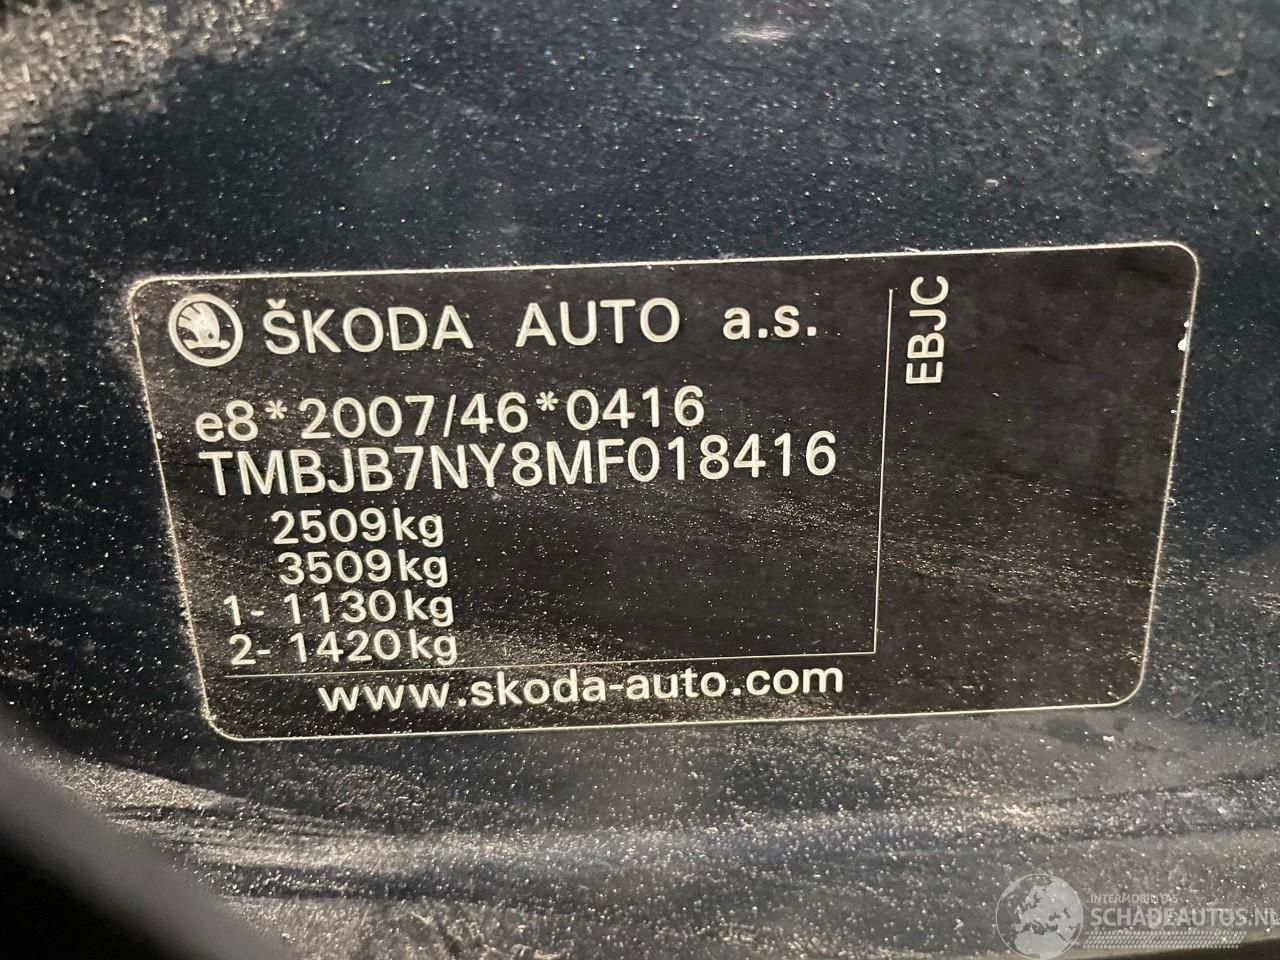 ŠKODA AUTO a.s.
EBJC
e8*2007/46*0416
TMBJB7NY8MF018416
2509kg
3509kg
1- 1130kg
2- 1420kg
www.skoda-auto.com
INTERMOBILITAS
SCHADEAUTOS.NL